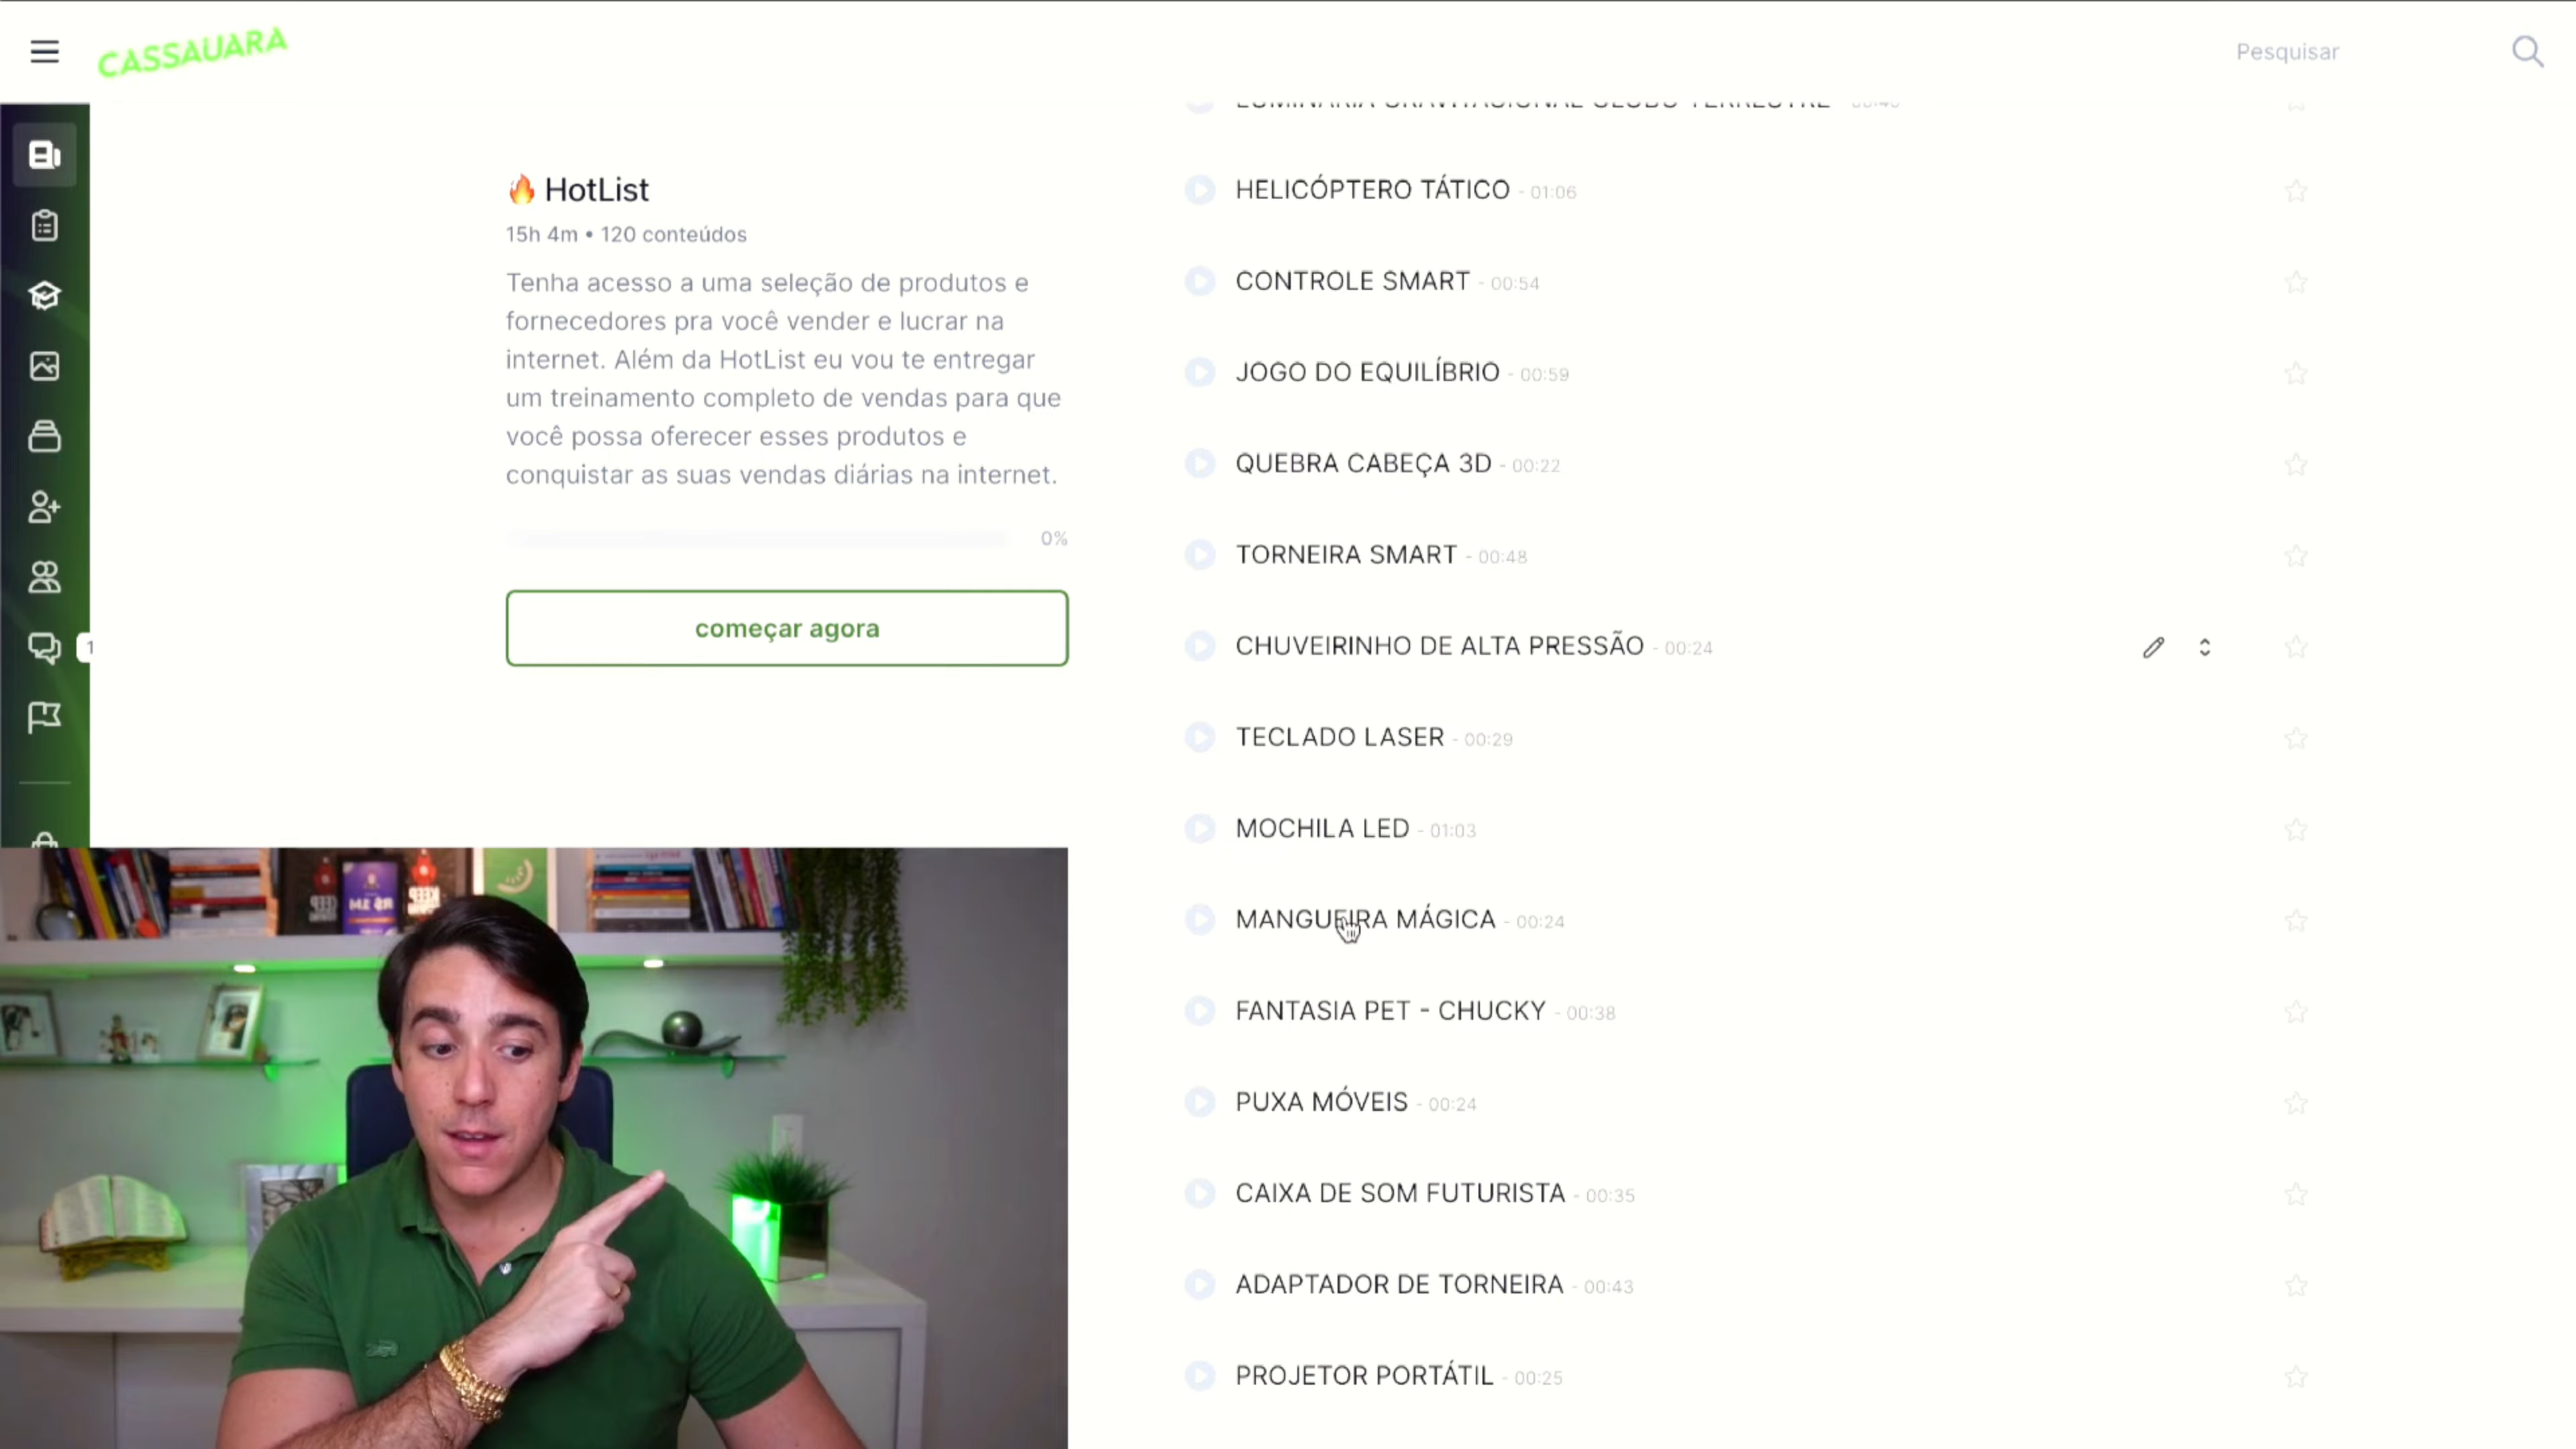 CASSAUARA
Pesquisar
LUMINÁRIA GRAVITACIONAL GLOBO TERRESTRE
🔥 HotList
15h 4m • 120 conteúdos
Tenha acesso a uma seleção de produtos e
fornecedores pra você vender e lucrar na
internet. Além da HotList eu vou te entregar
um treinamento completo de vendas para que
você possa oferecer esses produtos e
conquistar as suas vendas diárias na internet.
0%
começar agora
1
HELICÓPTERO TÁTICO - 01:06
CONTROLE SMART - 00:54
JOGO DO EQUILÍBRIO - 00:59
QUEBRA CABEÇA 3D - 00:22
TORNEIRA SMART - 00:48
CHUVEIRINHO DE ALTA PRESSÃO - 00:24
TECLADO LASER - 00:29
MOCHILA LED - 01:03
MANGUEIRA MÁGICA - 00:24
FANTASIA PET - CHUCKY - 00:38
PUXA MÓVEIS - 00:24
CAIXA DE SOM FUTURISTA - 00:35
ADAPTADOR DE TORNEIRA - 00:43
PROJETOR PORTÁTIL - 00:25